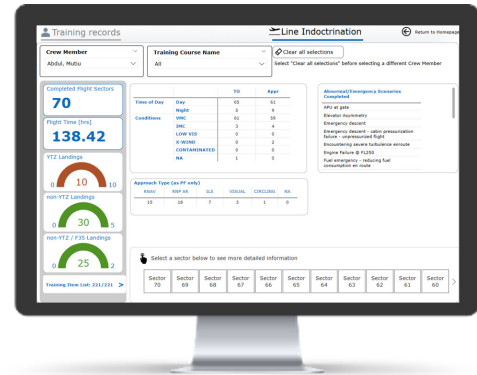 Training records
Line Indoctrination
Return to Homepage
Crew Member
Abdul, Mutiu
Training Course Name
All
Clear all selections
Select "Clear all selections" before selecting a different Crew Member
Completed Flight Sectors
70
Flight Time [hrs]
138.42
YTZ Landings
0 10 10
non-YTZ Landings
0 30 5
non-YTZ / F35 Landings
0 25 2
Training Item List: 221/221 >
TO Appr
Time of Day Day 65 61
Night 6 9
Conditions VMC 61 59
IMC 3 4
LOW VIS 0 0
X-WIND 0 2
CONTAMINATED 0 0
NA 1 0
Approach Type (as PF only)
RNAV RNP AR ILS VISUAL CIRCLING NA
15 18 7 3 1 0
Abnormal/Emergency Scenarios
Completed
APU at gate
Elevator Asymmetry
Emergency descent
Emergency descent - cabin pressurization
failure - unpressurized flight
Encountering severe turbulence enroute
Engine Failure @ FL250
Fuel emergency - reducing fuel
consumption en route
Select a sector below to see more detailed information
Sector 70
Sector 69
Sector 68
Sector 67
Sector 66
Sector 65
Sector 64
Sector 63
Sector 62
Sector 61
Sector 60